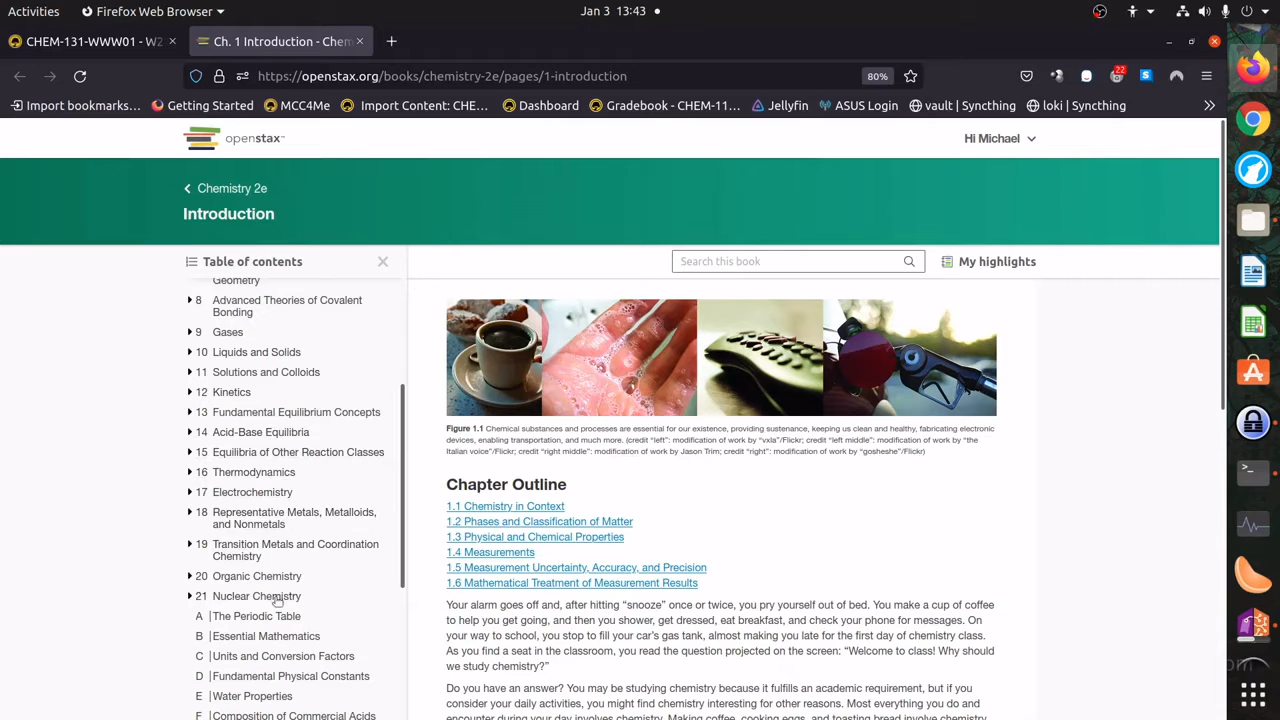 Activities
Firefox Web Browser
Jan 3 13:43
CHEM-131-WWW01 - W2
Ch. 1 Introduction - Chem
https://openstax.org/books/chemistry-2e/pages/1-introduction
80%
22
Import bookmarks...
Getting Started
MCC4Me
Import Content: CHE...
Dashboard
Gradebook - CHEM-11...
Jellyfin
ASUS Login
vault | Syncthing
loki | Syncthing
openstax™
Hi Michael
Chemistry 2e
Introduction
Table of contents
Search this book
My highlights
Geometry
8 Advanced Theories of Covalent
Bonding
9 Gases
10 Liquids and Solids
11 Solutions and Colloids
12 Kinetics
13 Fundamental Equilibrium Concepts
14 Acid-Base Equilibria
15 Equilibria of Other Reaction Classes
16 Thermodynamics
17 Electrochemistry
18 Representative Metals, Metalloids,
and Nonmetals
19 Transition Metals and Coordination
Chemistry
20 Organic Chemistry
21 Nuclear Chemistry
A | The Periodic Table
B | Essential Mathematics
C | Units and Conversion Factors
D | Fundamental Physical Constants
E | Water Properties
F | Composition of Commercial Acids
Figure 1.1 Chemical substances and processes are essential for our existence, providing sustenance, keeping us clean and healthy, fabricating electronic
devices, enabling transportation, and much more. (credit “left”: modification of work by “vxla”/Flickr; credit “left middle”: modification of work by “the
Italian voice”/Flickr; credit “right middle”: modification of work by Jason Trim; credit “right”: modification of work by “gosheshe”/Flickr)
Chapter Outline
1.1 Chemistry in Context
1.2 Phases and Classification of Matter
1.3 Physical and Chemical Properties
1.4 Measurements
1.5 Measurement Uncertainty, Accuracy, and Precision
1.6 Mathematical Treatment of Measurement Results
Your alarm goes off and, after hitting “snooze” once or twice, you pry yourself out of bed. You make a cup of coffee
to help you get going, and then you shower, get dressed, eat breakfast, and check your phone for messages. On
your way to school, you stop to fill your car’s gas tank, almost making you late for the first day of chemistry class.
As you find a seat in the classroom, you read the question projected on the screen: “Welcome to class! Why should
we study chemistry?”
Do you have an answer? You may be studying chemistry because it fulfills an academic requirement, but if you
consider your daily activities, you might find chemistry interesting for other reasons. Most everything you do and
encounter during your day involves chemistry. Making coffee, cooking eggs, and toasting bread involve chemistry.